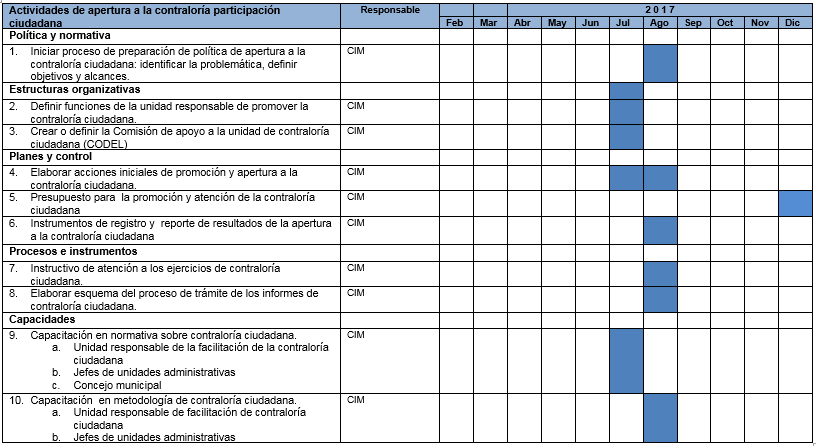 Actividades de apertura a la contraloría participación ciudadana Responsable 2 0 1 7
Feb Mar Abr May Jun Jul Ago Sep Oct Nov Dic
Política y normativa
1. Iniciar proceso de preparación de política de apertura a la CIM
contraloría ciudadana: identificar la problemática, definir
objetivos y alcances.
Estructuras organizativas
2. Definir funciones de la unidad responsable de promover la CIM
contraloría ciudadana.
3. Crear o definir la Comisión de apoyo a la unidad de contraloría CIM
ciudadana (CODEL)
Planes y control
4. Elaborar acciones iniciales de promoción y apertura a la CIM
contraloría ciudadana.
5. Presupuesto para la promoción y atención de la contraloría CIM
ciudadana
6. Instrumentos de registro y reporte de resultados de la apertura CIM
a la contraloría ciudadana
Procesos e instrumentos
7. Instructivo de atención a los ejercicios de contraloría CIM
ciudadana.
8. Elaborar esquema del proceso de trámite de los informes de CIM
contraloría ciudadana.
Capacidades
9. Capacitación en normativa sobre contraloría ciudadana. CIM
a. Unidad responsable de la facilitación de la contraloría
ciudadana
b. Jefes de unidades administrativas
c. Concejo municipal
10. Capacitación en metodología de contraloría ciudadana. CIM
a. Unidad responsable de facilitación de contraloría
ciudadana
b. Jefes de unidades administrativas